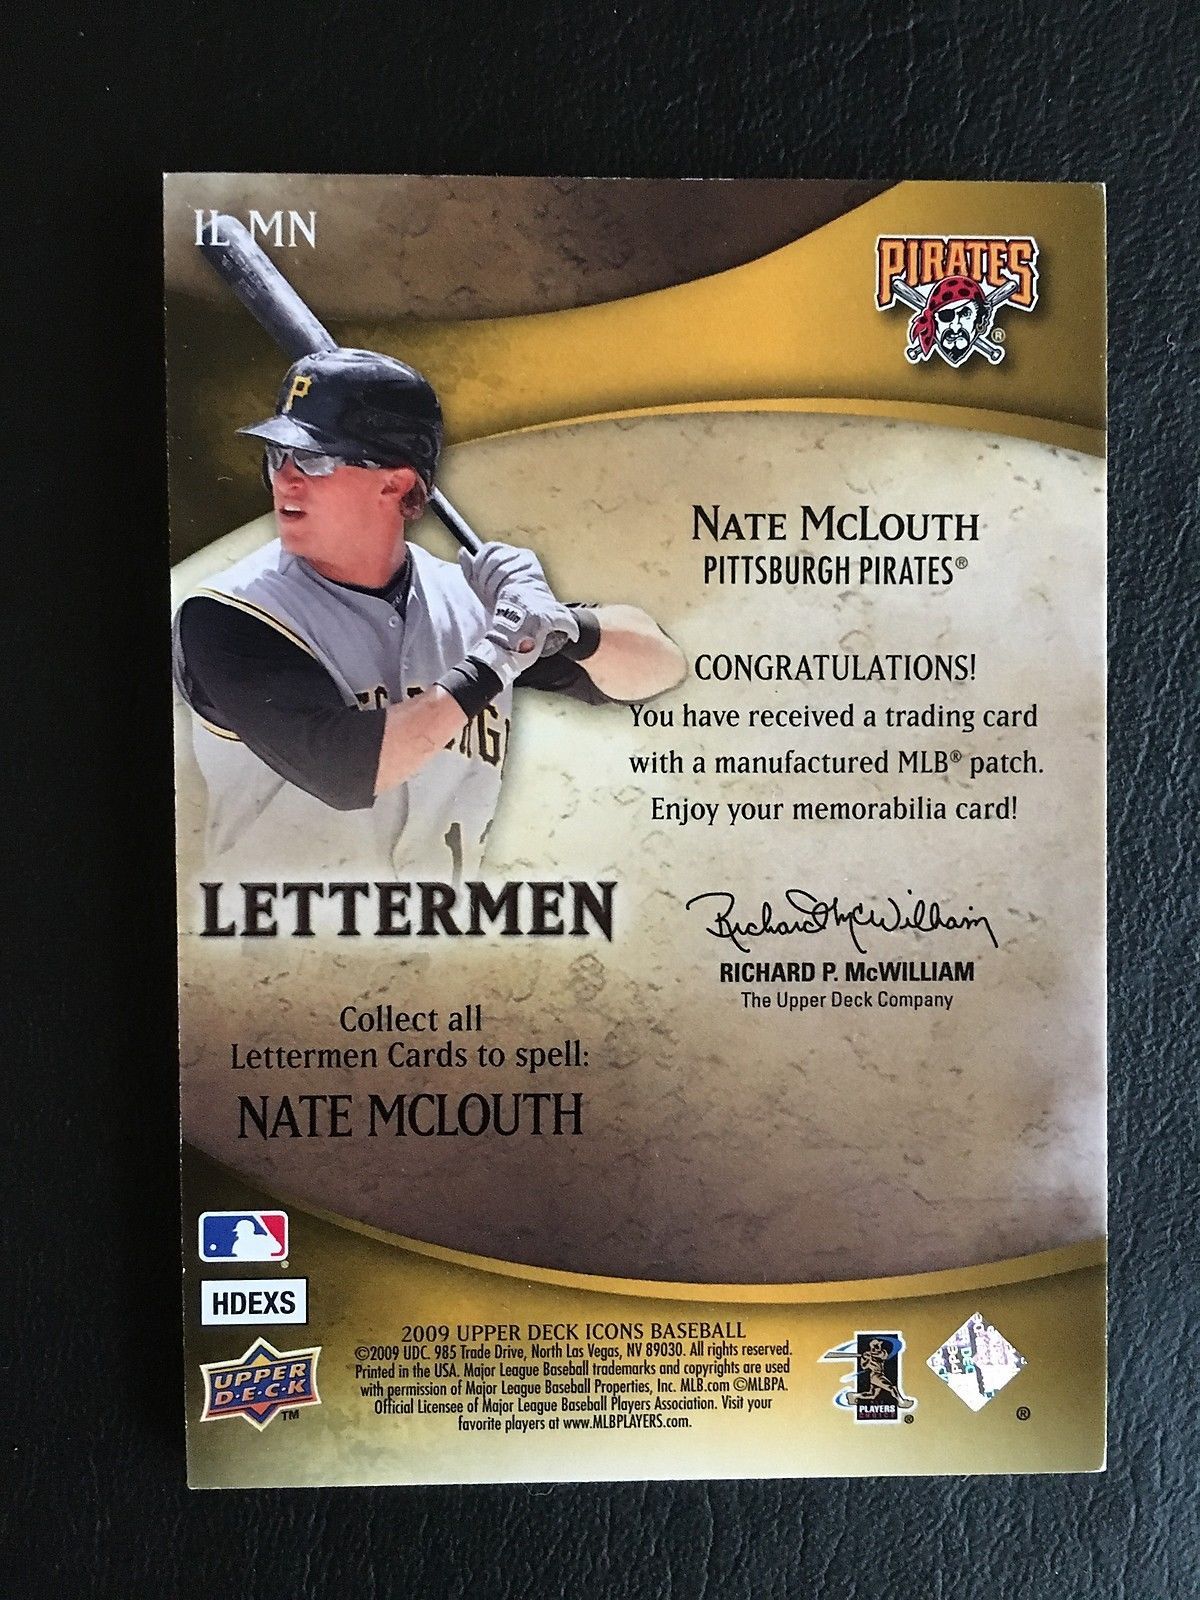 IL-MN
PIRATES
®
P
NATE MCLOUTH
PITTSBURGH PIRATES®
CONGRATULATIONS!
You have received a trading card
with a manufactured MLB® patch.
Enjoy your memorabilia card!
LETTERMEN
Richard McWilliam
RICHARD P. McWILLIAM
The Upper Deck Company
Collect all
Lettermen Cards to spell:
NATE MCLOUTH
®
HDEXS
UPPER
D·E·C·K
TM
2009 UPPER DECK ICONS BASEBALL
©2009 UDC. 985 Trade Drive, North Las Vegas, NV 89030. All rights reserved.
Printed in the USA. Major League Baseball trademarks and copyrights are used
with permission of Major League Baseball Properties, Inc. MLB.com ©MLBPA.
Official Licensee of Major League Baseball Players Association. Visit your
favorite players at www.MLBPLAYERS.com.
PLAYERS
CHOICE
®
®